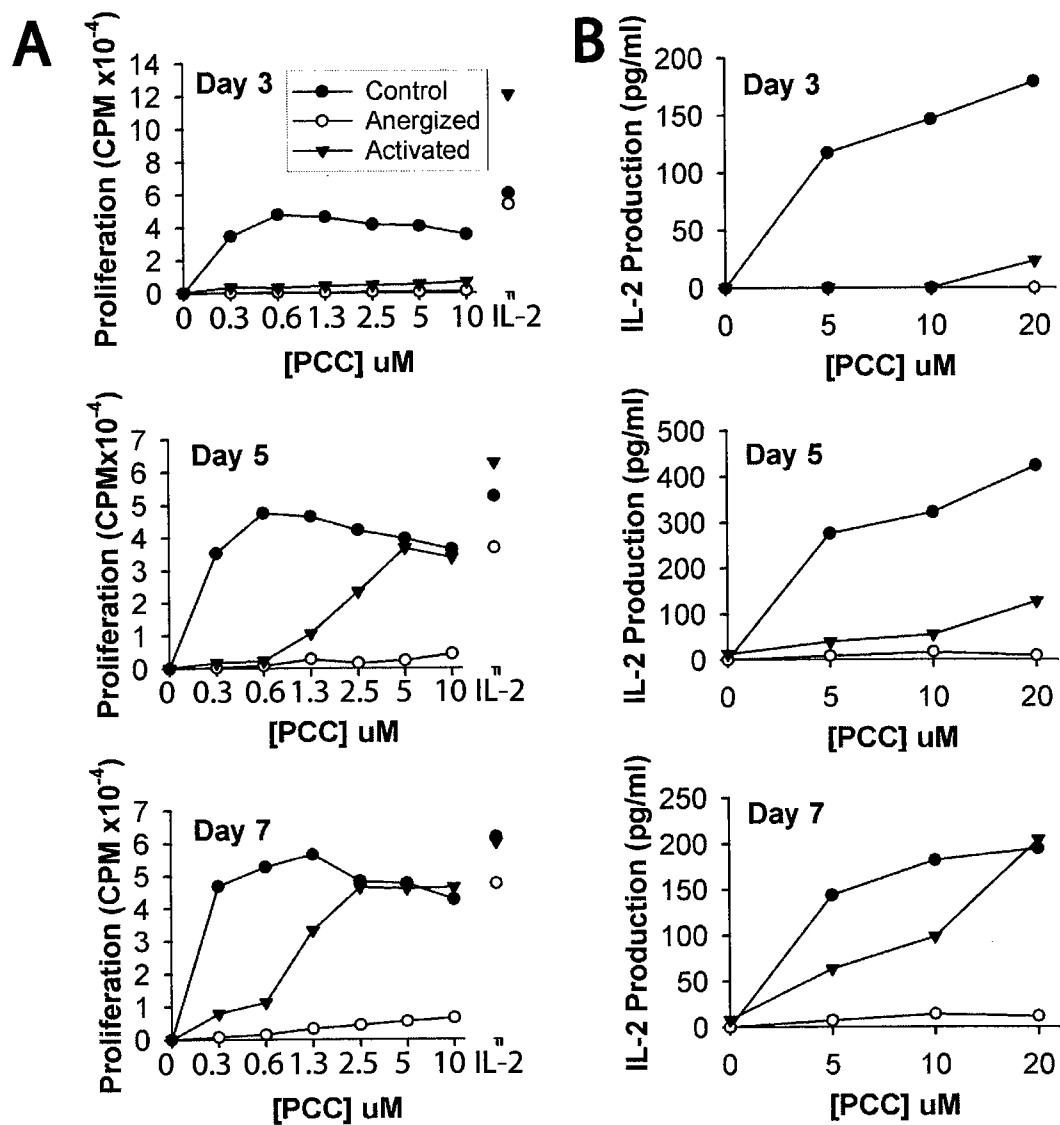 A
Proliferation (CPM x10-4)
14
12
10
8
6
4
2
0
Day 3
Control
Anergized
Activated
0 0.3 0.6 1.3 2.5 5 10 IL-2
[PCC] uM
B
IL-2 Production (pg/ml)
200
150
100
50
0
Day 3
0 5 10 20
[PCC] uM
Proliferation (CPMx10-4)
7
6
5
4
3
2
1
0
Day 5
0 0.3 0.6 1.3 2.5 5 10 IL-2
[PCC] uM
IL-2 Production (pg/ml)
500
400
300
200
100
0
Day 5
0 5 10 20
[PCC] uM
Proliferation (CPM x10-4)
7
6
5
4
3
2
1
0
Day 7
0 0.3 0.6 1.3 2.5 5 10 IL-2
[PCC] uM
IL-2 Production (pg/ml)
250
200
150
100
50
0
Day 7
0 5 10 20
[PCC] uM